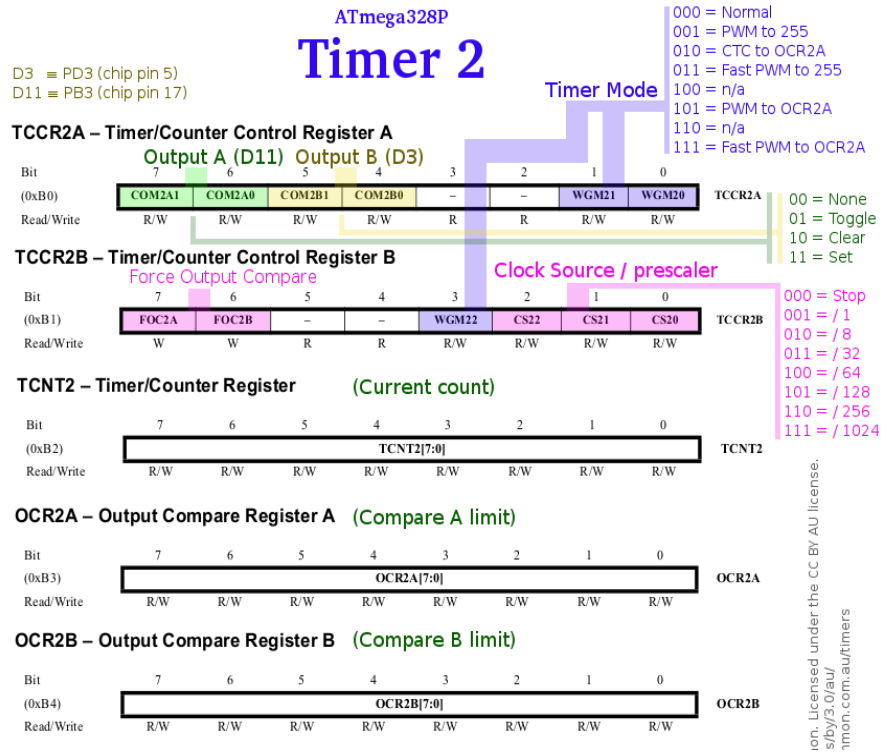 ATmega328P
Timer 2
D3 ≡ PD3 (chip pin 5)
D11 ≡ PB3 (chip pin 17)
Timer Mode
000 = Normal
001 = PWM to 255
010 = CTC to OCR2A
011 = Fast PWM to 255
100 = n/a
101 = PWM to OCR2A
110 = n/a
111 = Fast PWM to OCR2A
TCCR2A – Timer/Counter Control Register A
Output A (D11) Output B (D3)
Bit 7 6 5 4 3 2 1 0
(0xB0) COM2A1 COM2A0 COM2B1 COM2B0 – – WGM21 WGM20 TCCR2A
Read/Write R/W R/W R/W R/W R R R/W R/W
00 = None
01 = Toggle
10 = Clear
11 = Set
TCCR2B – Timer/Counter Control Register B
Force Output Compare
Clock Source / prescaler
Bit 7 6 5 4 3 2 1 0
(0xB1) FOC2A FOC2B – – WGM22 CS22 CS21 CS20 TCCR2B
Read/Write W W R R R/W R/W R/W R/W
000 = Stop
001 = / 1
010 = / 8
011 = / 32
100 = / 64
101 = / 128
110 = / 256
111 = / 1024
TCNT2 – Timer/Counter Register (Current count)
Bit 7 6 5 4 3 2 1 0
(0xB2) TCNT2[7:0] TCNT2
Read/Write R/W R/W R/W R/W R/W R/W R/W R/W
OCR2A – Output Compare Register A (Compare A limit)
Bit 7 6 5 4 3 2 1 0
(0xB3) OCR2A[7:0] OCR2A
Read/Write R/W R/W R/W R/W R/W R/W R/W R/W
OCR2B – Output Compare Register B (Compare B limit)
Bit 7 6 5 4 3 2 1 0
(0xB4) OCR2B[7:0] OCR2B
Read/Write R/W R/W R/W R/W R/W R/W R/W R/W
Licensed under the CC BY AU license.
s/by/3.0/au/
mmon.com.au/timers